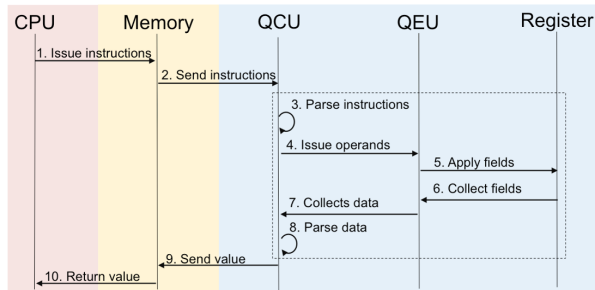 CPU Memory QCU QEU Register
1. Issue instructions
2. Send instructions
3. Parse instructions
4. Issue operands
5. Apply fields
6. Collect fields
7. Collects data
8. Parse data
9. Send value
10. Return value